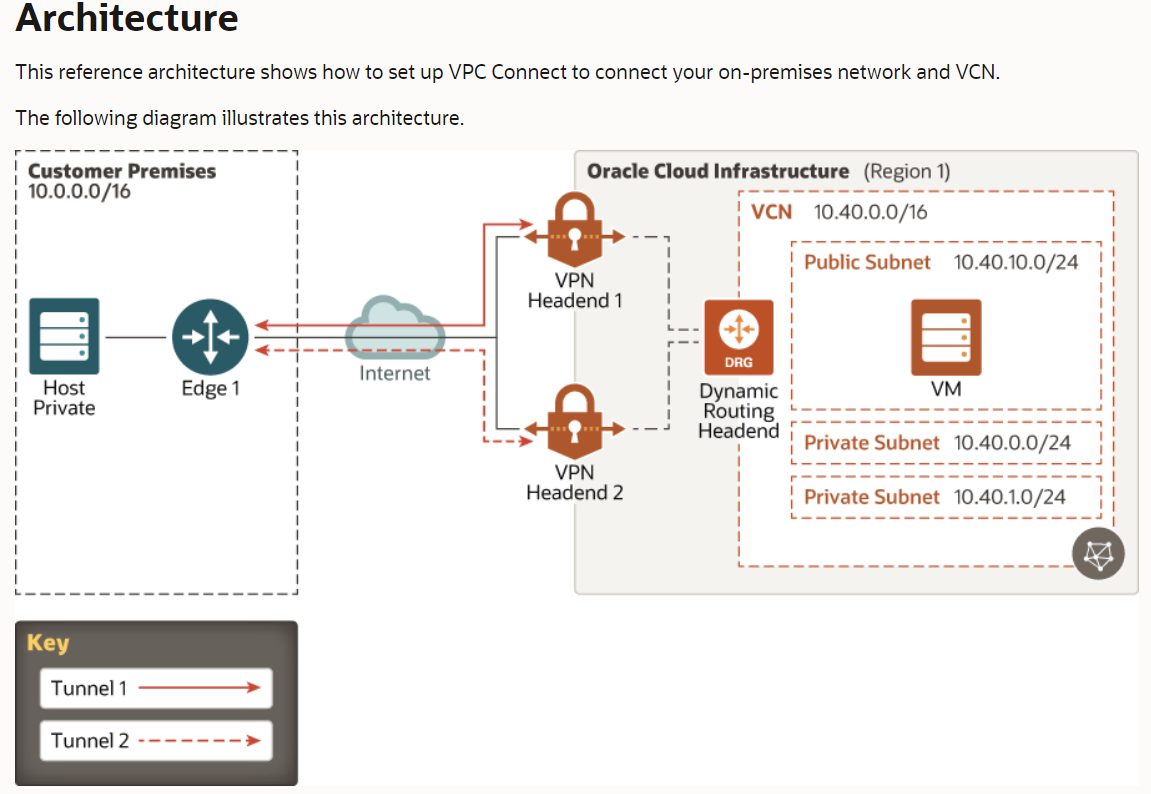 Architecture
This reference architecture shows how to set up VPC Connect to connect your on-premises network and VCN.
The following diagram illustrates this architecture.
Customer Premises
10.0.0.0/16
Host
Private
Edge 1
Internet
VPN
Headend 1
VPN
Headend 2
Oracle Cloud Infrastructure (Region 1)
DRG
Dynamic
Routing
Headend
VCN 10.40.0.0/16
Public Subnet 10.40.10.0/24
VM
Private Subnet 10.40.0.0/24
Private Subnet 10.40.1.0/24
Key
Tunnel 1
Tunnel 2